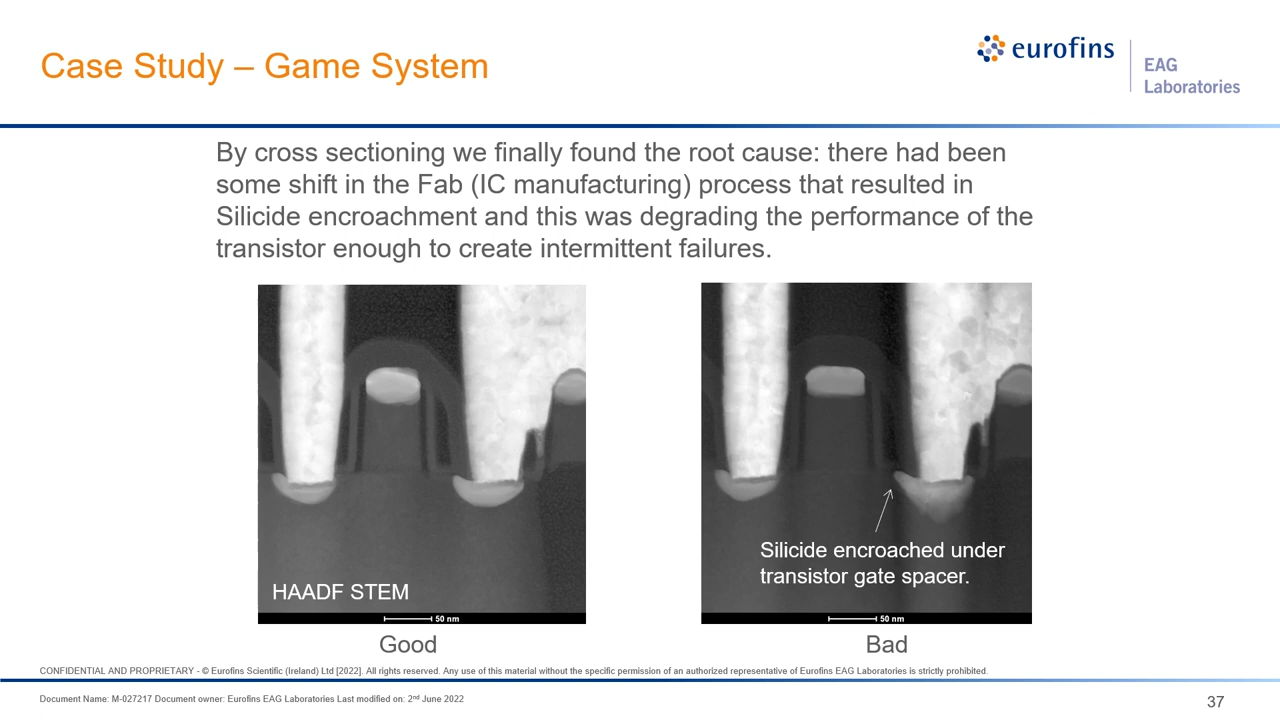 Case Study – Game System
eurofins
EAG
Laboratories
By cross sectioning we finally found the root cause: there had been
some shift in the Fab (IC manufacturing) process that resulted in
Silicide encroachment and this was degrading the performance of the
transistor enough to create intermittent failures.
HAADF STEM
50 nm
Good
Silicide encroached under
transistor gate spacer.
50 nm
Bad
CONFIDENTIAL AND PROPRIETARY - © Eurofins Scientific (Ireland) Ltd [2022]. All rights reserved. Any use of this material without the specific permission of an authorized representative of Eurofins EAG Laboratories is strictly prohibited.
Document Name: M-027217 Document owner: Eurofins EAG Laboratories Last modified on: 2nd June 2022
37